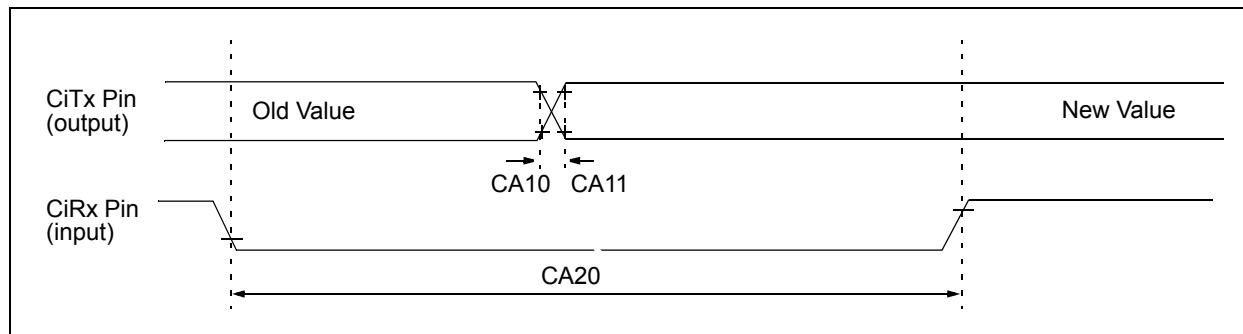 CiTx Pin
(output)
Old Value
New Value
CA10 CA11
CiRx Pin
(input)
CA20